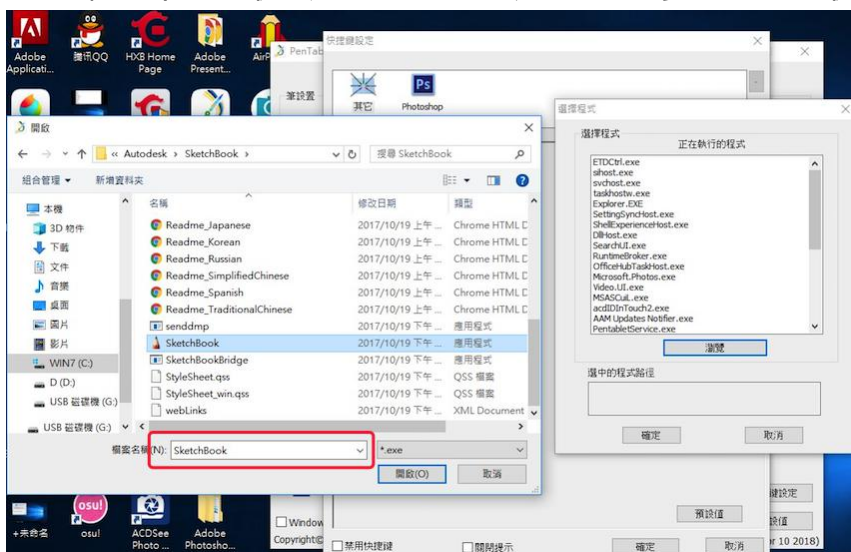 Adobe Applicati...
騰訊QQ
HXB Home Page
Adobe Present...
PenTab
快捷鍵設定
筆設置
其它
Ps
Photoshop
開啟
« Autodesk › SketchBook ›
搜尋 SketchBook
組合管理
新增資料夾
本機
3D 物件
下載
文件
音樂
桌面
圖片
影片
WIN7 (C:)
D (D:)
USB 磁碟機 (G:)
USB 磁碟機 (G:)
名稱 修改日期 類型
Readme_Japanese 2017/10/19 上午 ... Chrome HTML D
Readme_Korean 2017/10/19 上午 ... Chrome HTML D
Readme_Russian 2017/10/19 上午 ... Chrome HTML D
Readme_SimplifiedChinese 2017/10/19 上午 ... Chrome HTML D
Readme_Spanish 2017/10/19 上午 ... Chrome HTML D
Readme_TraditionalChinese 2017/10/19 上午 ... Chrome HTML D
senddmp 2017/10/19 下午 ... 應用程式
SketchBook 2017/10/19 下午 ... 應用程式
SketchBookBridge 2017/10/19 下午 ... 應用程式
StyleSheet.qss 2017/10/19 下午 ... QSS 檔案
StyleSheet_win.qss 2017/10/19 下午 ... QSS 檔案
webLinks 2017/10/19 下午 ... XML Document
檔案名稱(N): SketchBook
*.exe
開啟(O)
取消
選擇程式
選擇程式
正在執行的程式
ETDCtrl.exe
sihost.exe
svchost.exe
taskhostw.exe
Explorer.EXE
SettingSyncHost.exe
ShellExperienceHost.exe
DllHost.exe
SearchUI.exe
RuntimeBroker.exe
OfficeHubTaskHost.exe
Microsoft.Photos.exe
Video.UI.exe
MSASCuiL.exe
acdIDInTouch2.exe
AAM Updates Notifier.exe
PentabletService.exe
瀏覽
選中的程式路徑
確定
取消
+未命名
osu!
osu!
ACDSee Photo ...
Adobe Photosho...
Window
Copyright©
預設值
鍵設定
設值
禁用快捷鍵
關閉提示
確定
取消
r 10 2018)